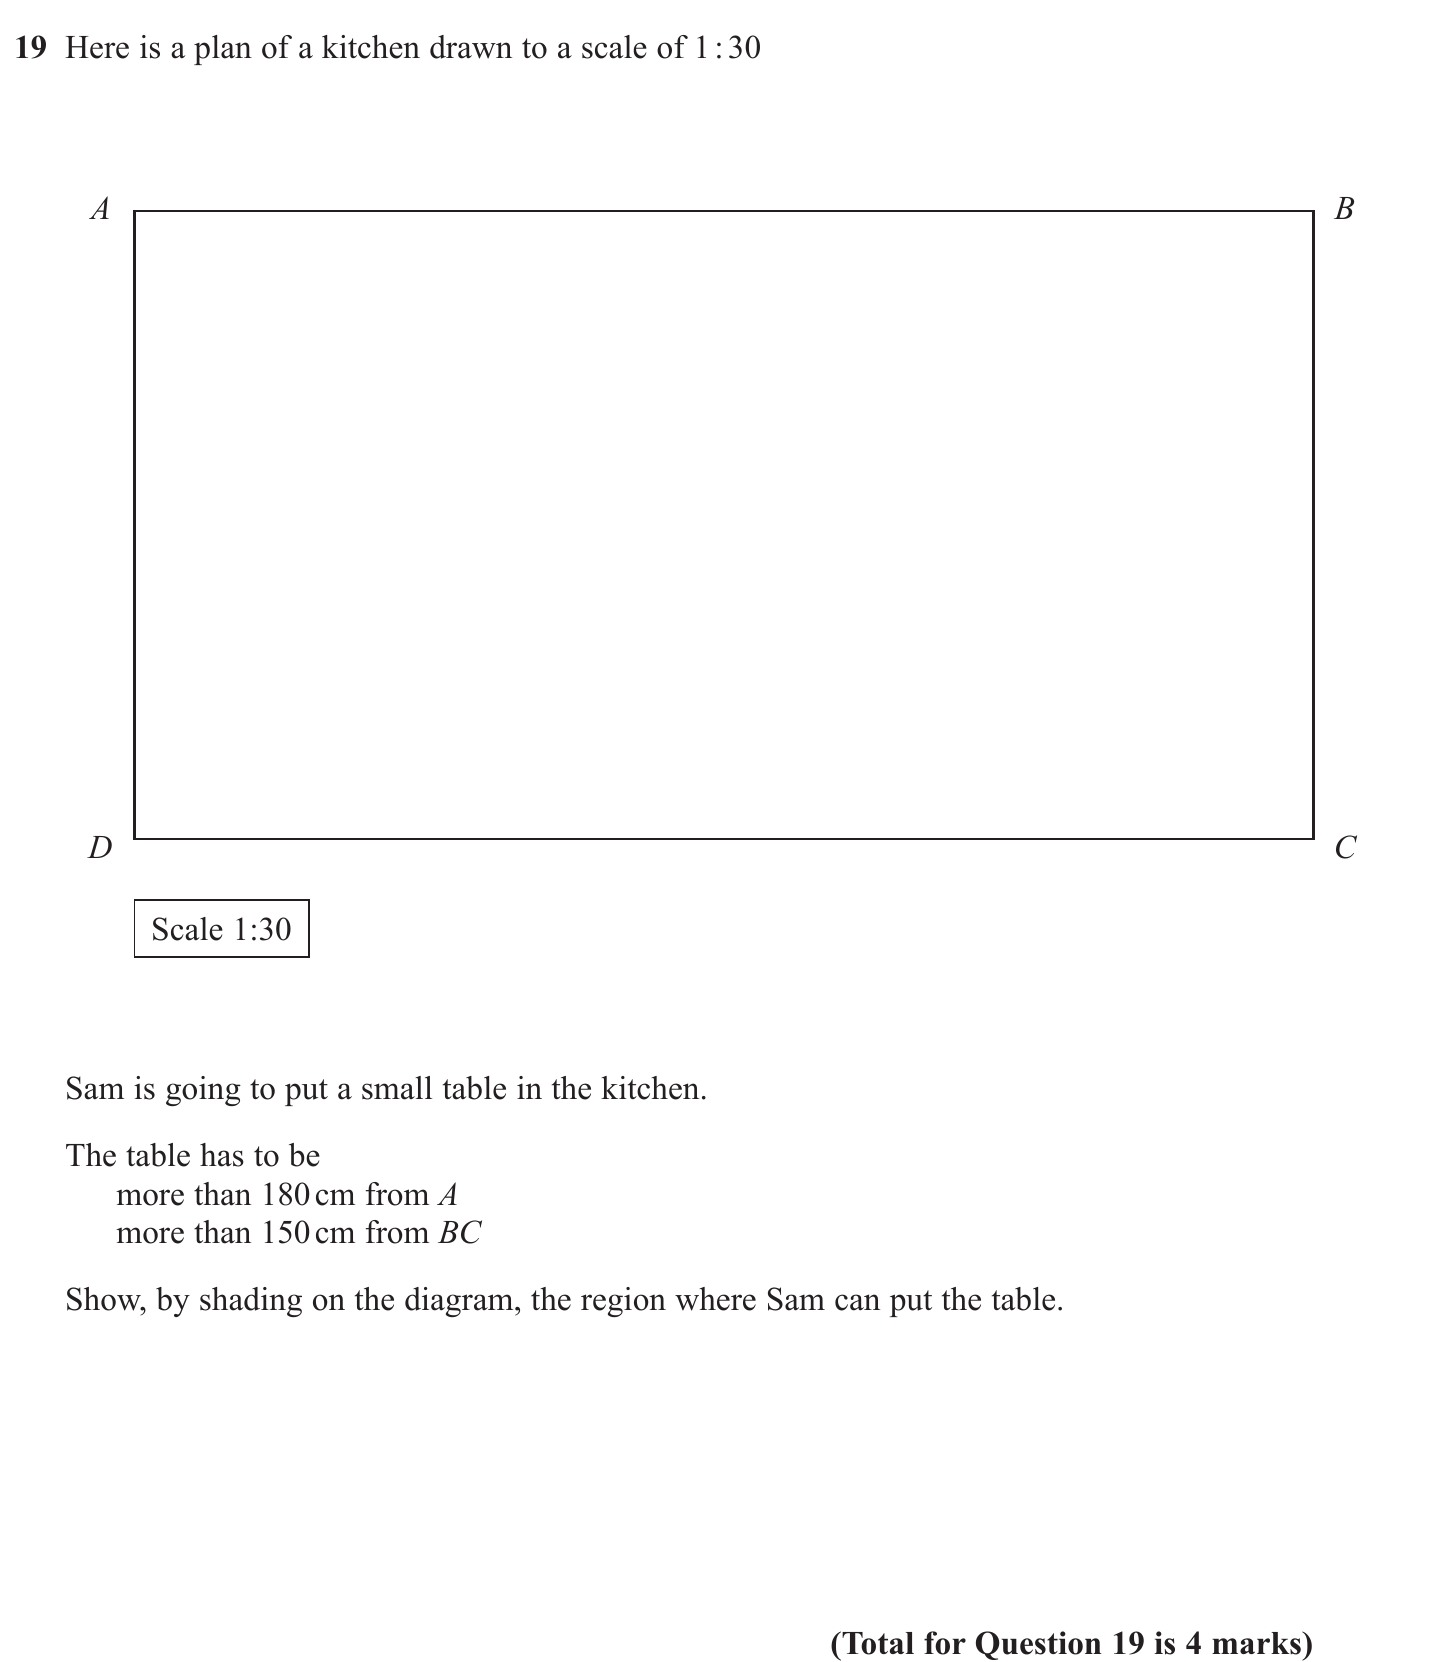 19 Here is a plan of a kitchen drawn to a scale of 1 : 30
A
B
D
C
Scale 1:30
Sam is going to put a small table in the kitchen.
The table has to be
more than 180 cm from A
more than 150 cm from BC
Show, by shading on the diagram, the region where Sam can put the table.
(Total for Question 19 is 4 marks)